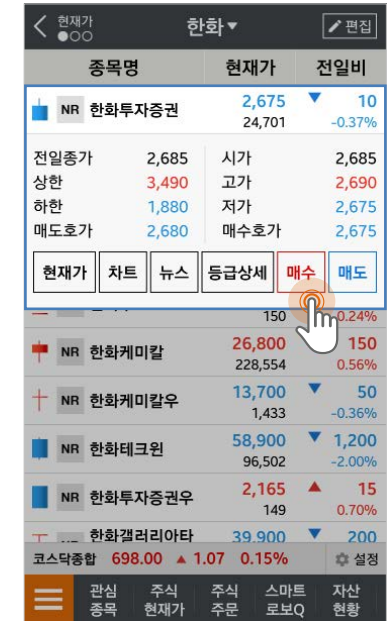 현재가
한화▼
편집
종목명 현재가 전일비
NR 한화투자증권 2,675 ▼ 10
24,701 -0.37%
전일종가 2,685 시가 2,685
상한 3,490 고가 2,690
하한 1,880 저가 2,675
매도호가 2,680 매수호가 2,675
현재가 차트 뉴스 등급상세 매수 매도
150 0.24%
NR 한화케미칼 26,800 150
228,554 0.56%
NR 한화케미칼우 13,700 ▼ 50
1,433 -0.36%
NR 한화테크윈 58,900 ▼ 1,200
96,502 -2.00%
NR 한화투자증권우 2,165 ▲ 15
149 0.70%
한화갤러리아타 39,900 ▼ 200
코스닥종합 698.00 ▲ 1.07 0.15% 설정
관심 주식 주식 스마트 자산
종목 현재가 주문 로보Q 현황